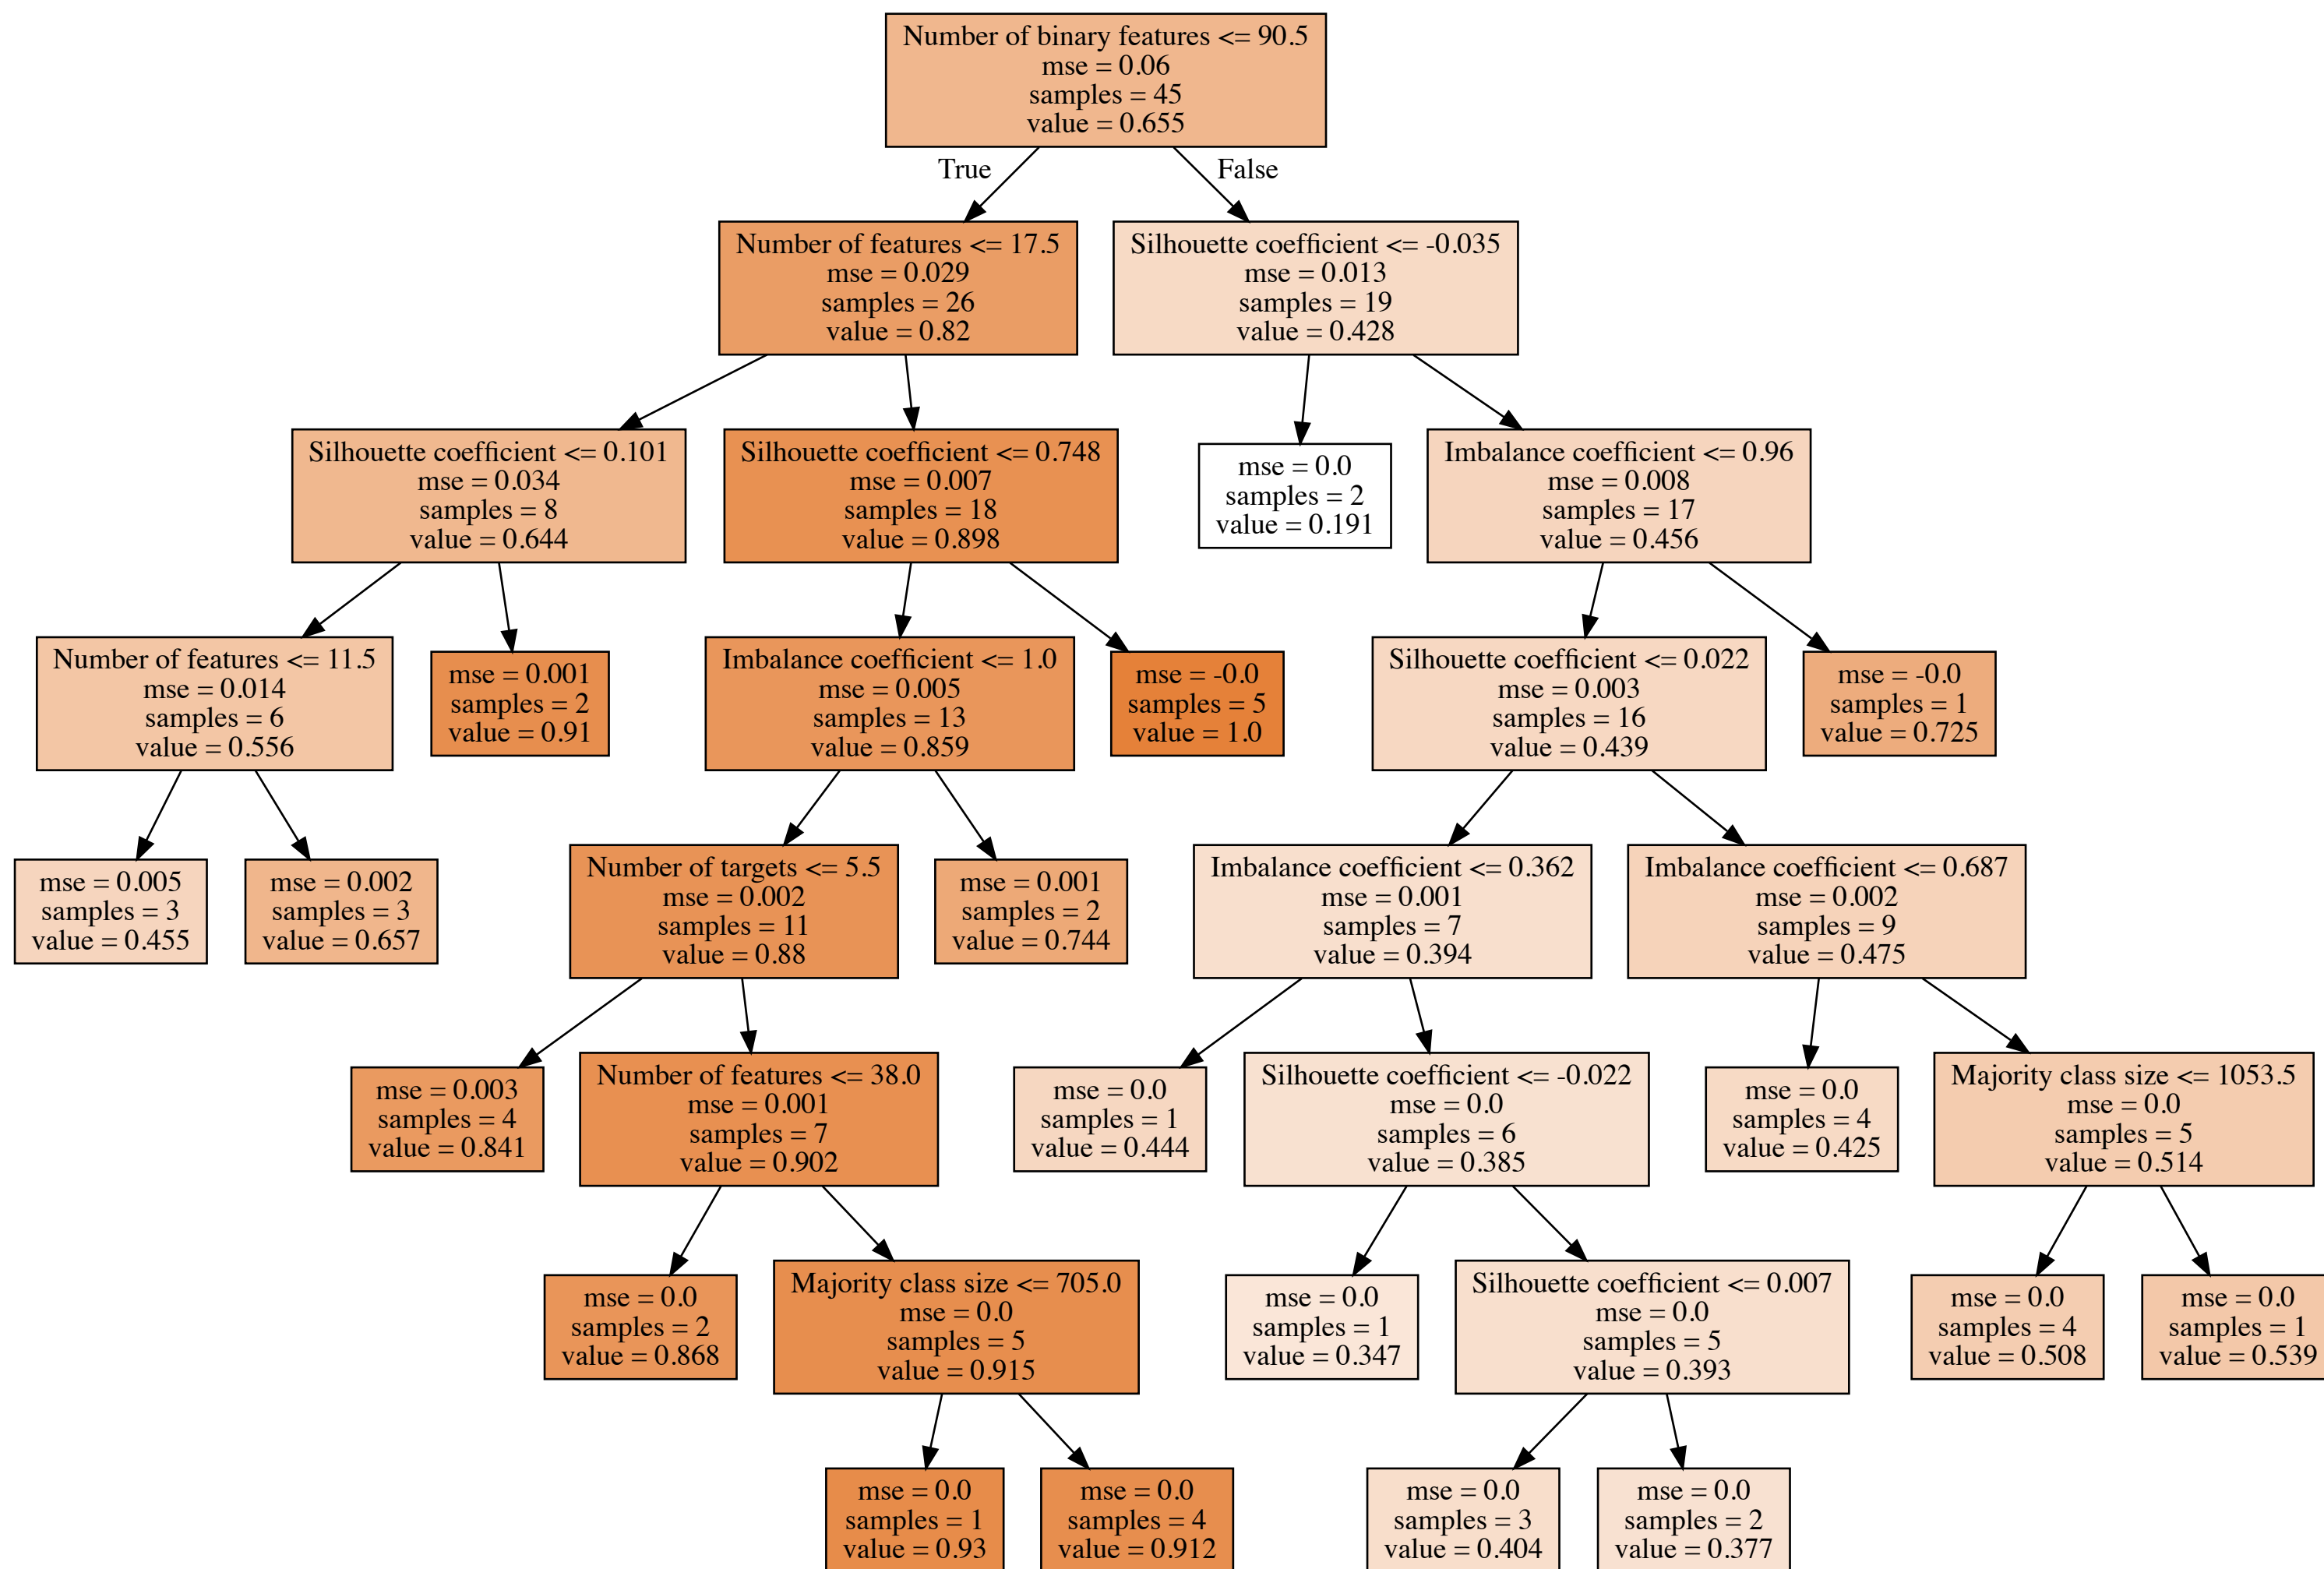 Number of binary features <= 90.5
mse = 0.06
samples = 45
value = 0.655
True
False
Number of features <= 17.5
mse = 0.029
samples = 26
value = 0.82
Silhouette coefficient <= -0.035
mse = 0.013
samples = 19
value = 0.428
Silhouette coefficient <= 0.101
mse = 0.034
samples = 8
value = 0.644
Silhouette coefficient <= 0.748
mse = 0.007
samples = 18
value = 0.898
mse = 0.0
samples = 2
value = 0.191
Imbalance coefficient <= 0.96
mse = 0.008
samples = 17
value = 0.456
Number of features <= 11.5
mse = 0.014
samples = 6
value = 0.556
mse = 0.001
samples = 2
value = 0.91
Imbalance coefficient <= 1.0
mse = 0.005
samples = 13
value = 0.859
mse = -0.0
samples = 5
value = 1.0
Silhouette coefficient <= 0.022
mse = 0.003
samples = 16
value = 0.439
mse = -0.0
samples = 1
value = 0.725
mse = 0.005
samples = 3
value = 0.455
mse = 0.002
samples = 3
value = 0.657
Number of targets <= 5.5
mse = 0.002
samples = 11
value = 0.88
mse = 0.001
samples = 2
value = 0.744
Imbalance coefficient <= 0.362
mse = 0.001
samples = 7
value = 0.394
Imbalance coefficient <= 0.687
mse = 0.002
samples = 9
value = 0.475
mse = 0.003
samples = 4
value = 0.841
Number of features <= 38.0
mse = 0.001
samples = 7
value = 0.902
mse = 0.0
samples = 1
value = 0.444
Silhouette coefficient <= -0.022
mse = 0.0
samples = 6
value = 0.385
mse = 0.0
samples = 4
value = 0.425
Majority class size <= 1053.5
mse = 0.0
samples = 5
value = 0.514
mse = 0.0
samples = 2
value = 0.868
Majority class size <= 705.0
mse = 0.0
samples = 5
value = 0.915
mse = 0.0
samples = 1
value = 0.347
Silhouette coefficient <= 0.007
mse = 0.0
samples = 5
value = 0.393
mse = 0.0
samples = 4
value = 0.508
mse = 0.0
samples = 1
value = 0.539
mse = 0.0
samples = 1
value = 0.93
mse = 0.0
samples = 4
value = 0.912
mse = 0.0
samples = 3
value = 0.404
mse = 0.0
samples = 2
value = 0.377